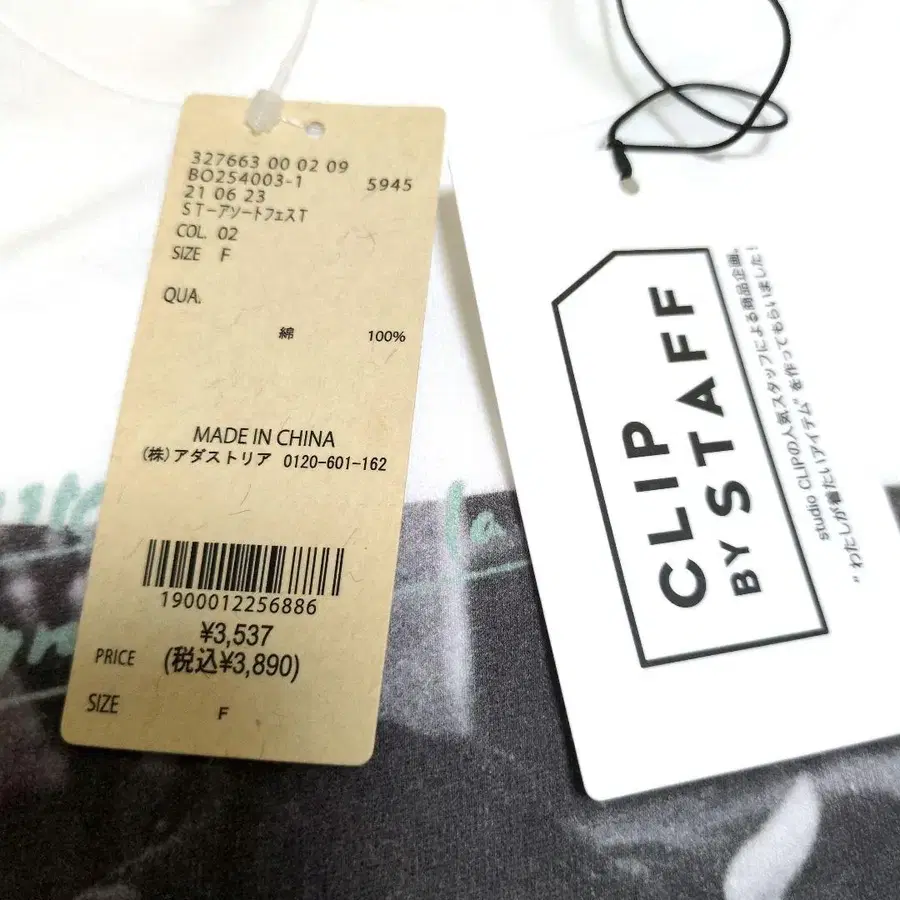 327663 00 02 09
BO254003-1 5945
21 06 23
ST-アソートフェスT
COL. 02
SIZE F
QUA.
綿 100%
MADE IN CHINA
(株)アダストリア 0120-601-162
1900012256886
¥3,537
PRICE (税込¥3,890)
SIZE F
CLIP
BY STAFF
studio CLIPの人気スタッフによる商品企画。
"わたしが着たいアイテム"を作ってもらいました!
la